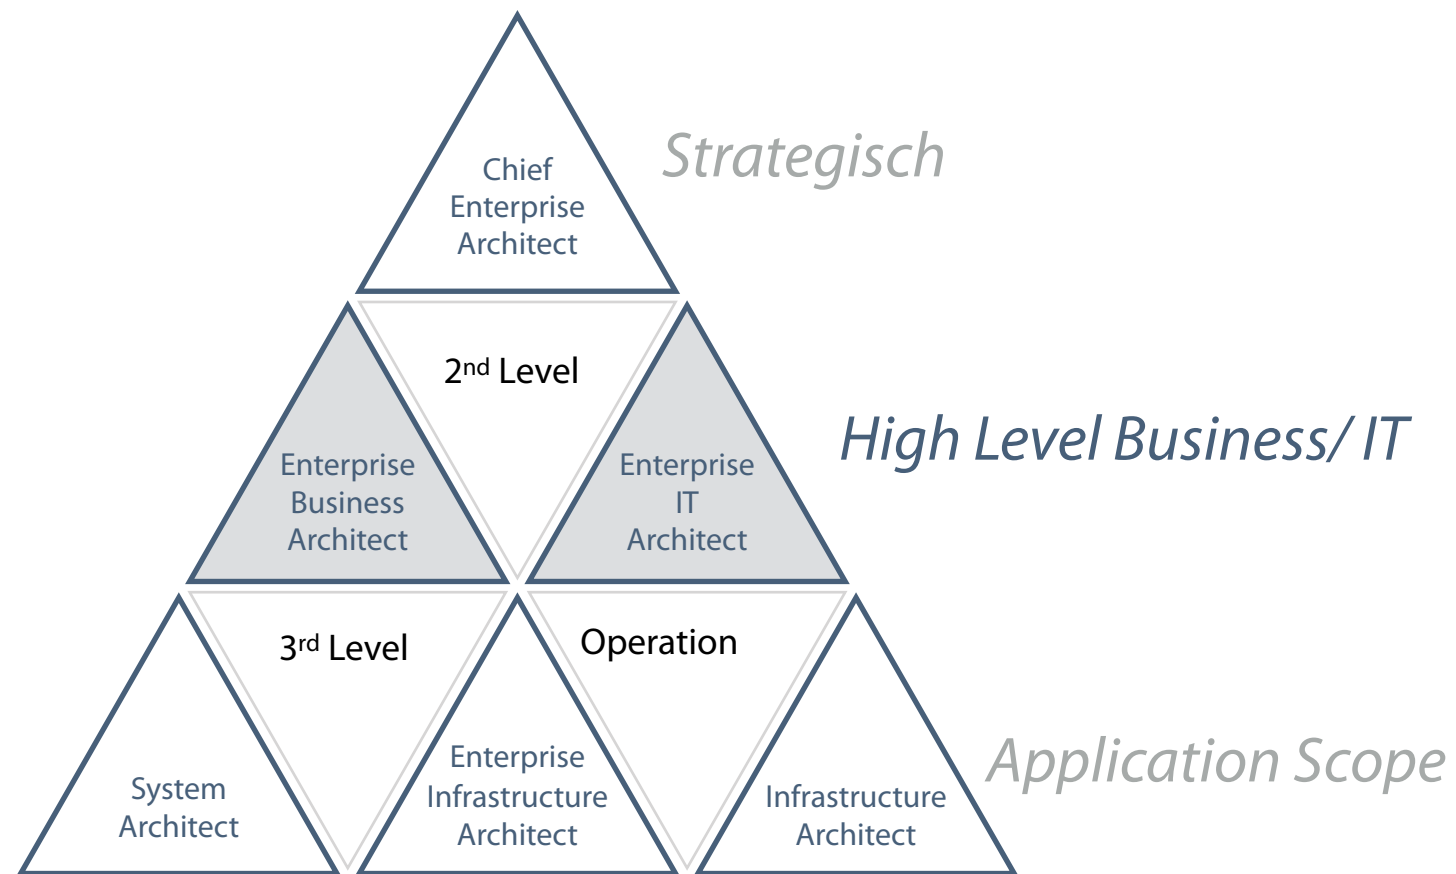 Chief
Enterprise
Architect
Strategisch
2nd Level
Enterprise
Business
Architect
Enterprise
IT
Architect
High Level Business/ IT
3rd Level
Operation
System
Architect
Enterprise
Infrastructure
Architect
Infrastructure
Architect
Application Scope